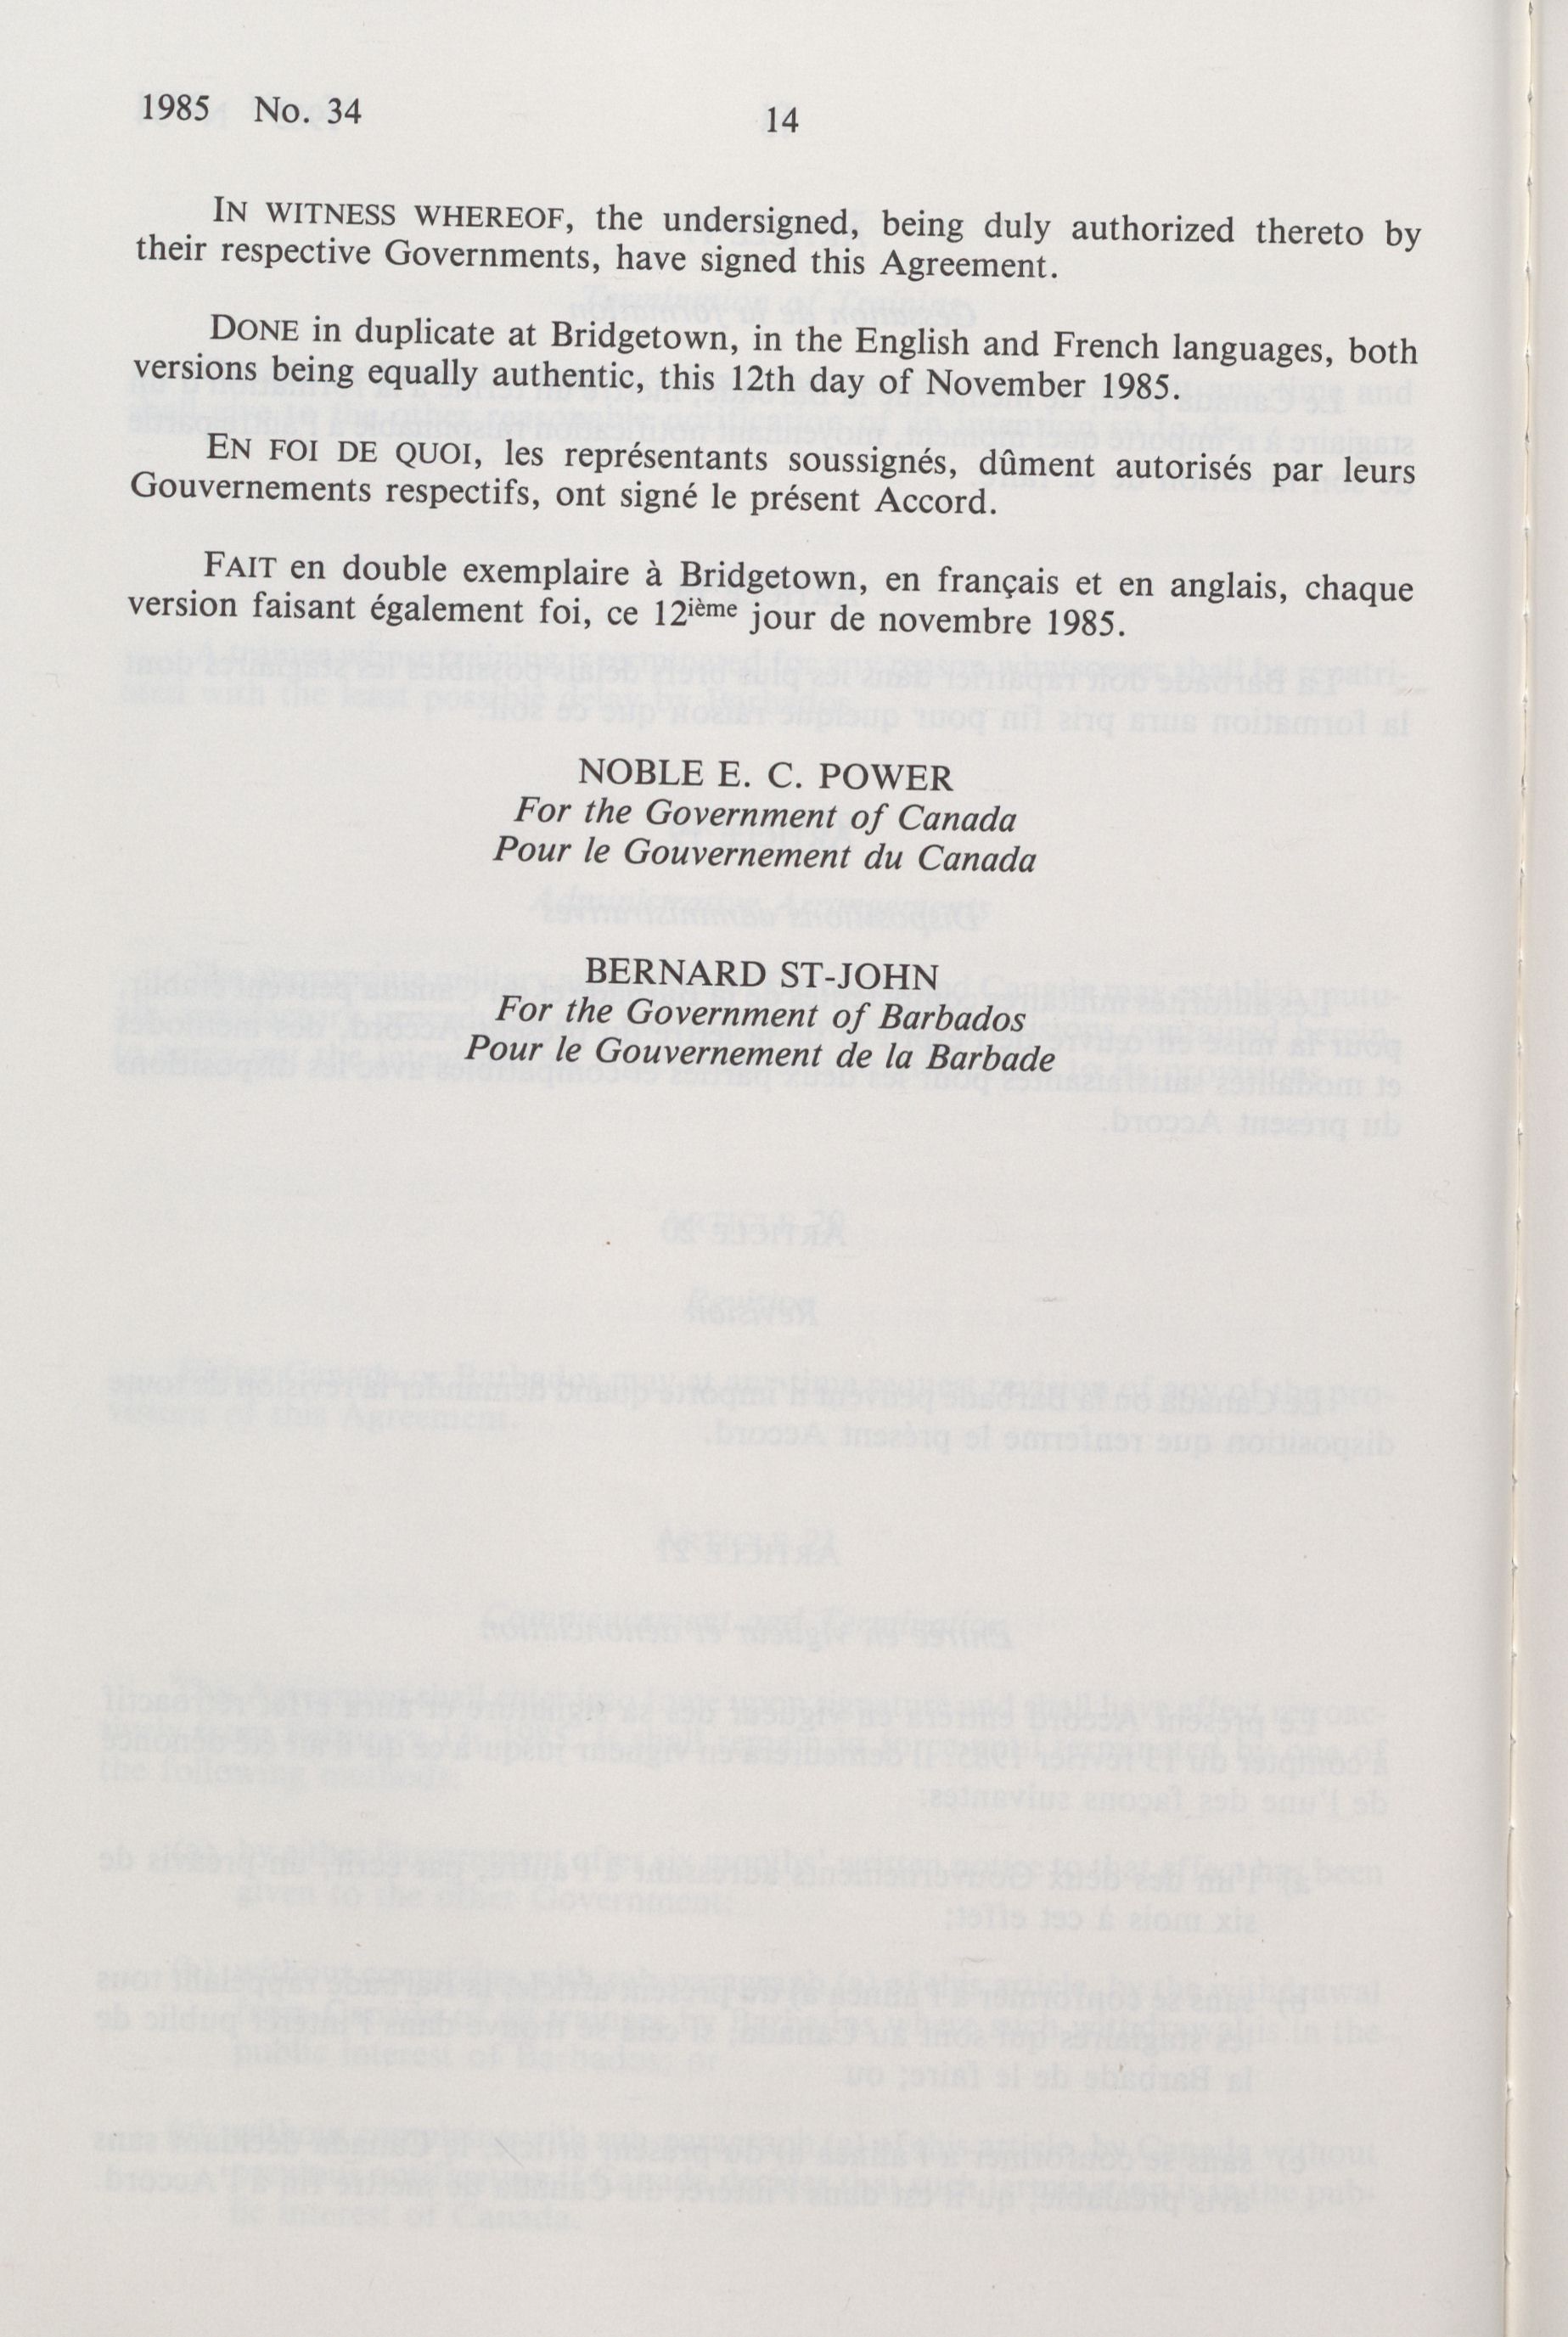 1985 No. 34
14
IN WITNESS WHEREOF, the undersigned, being duly authorized thereto by
their respective Governments, have signed this Agreement.
DONE in duplicate at Bridgetown, in the English and French languages, both
versions being equally authentic, this 12th day of November 1985.
EN FOI DE QUOI, les représentants soussignés, dûment autorisés par leurs
Gouvernements respectifs, ont signé le présent Accord.
FAIT en double exemplaire à Bridgetown, en français et en anglais, chaque
version faisant également foi, ce 12ième jour de novembre 1985.
NOBLE E. C. POWER
For the Government of Canada
Pour le Gouvernement du Canada
BERNARD ST-JOHN
For the Government of Barbados
Pour le Gouvernement de la Barbade